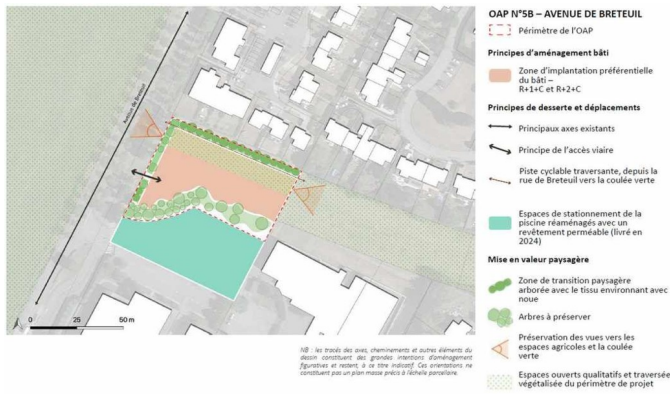 OAP N°5B – AVENUE DE BRETEUIL
Périmètre de l'OAP
Principes d'aménagement bâti
Zone d'implantation préférentielle
du bâti –
R+1+C et R+2+C
Principes de desserte et déplacements
Principaux axes existants
Principe de l'accès viaire
Piste cyclable traversante, depuis la
rue de Breteuil vers la coulée verte
Espaces de stationnement de la
piscine réaménagés avec un
revêtement perméable (livré en
2024)
Mise en valeur paysagère
Zone de transition paysagère
arborée avec le tissu environnant avec
noue
Arbres à préserver
Préservation des vues vers les
espaces agricoles et la coulée
verte
Espaces ouverts qualitatifs et traversée
végétalisée du périmètre de projet
Avenue de Breteuil
0 25 50 m
NB : les tracés des axes, cheminements et autres éléments du
dessin constituent des grandes intentions d'aménagement
figuratives et restent, à ce titre indicatif. Ces orientations ne
constituent pas un plan masse précis à l'échelle parcellaire.